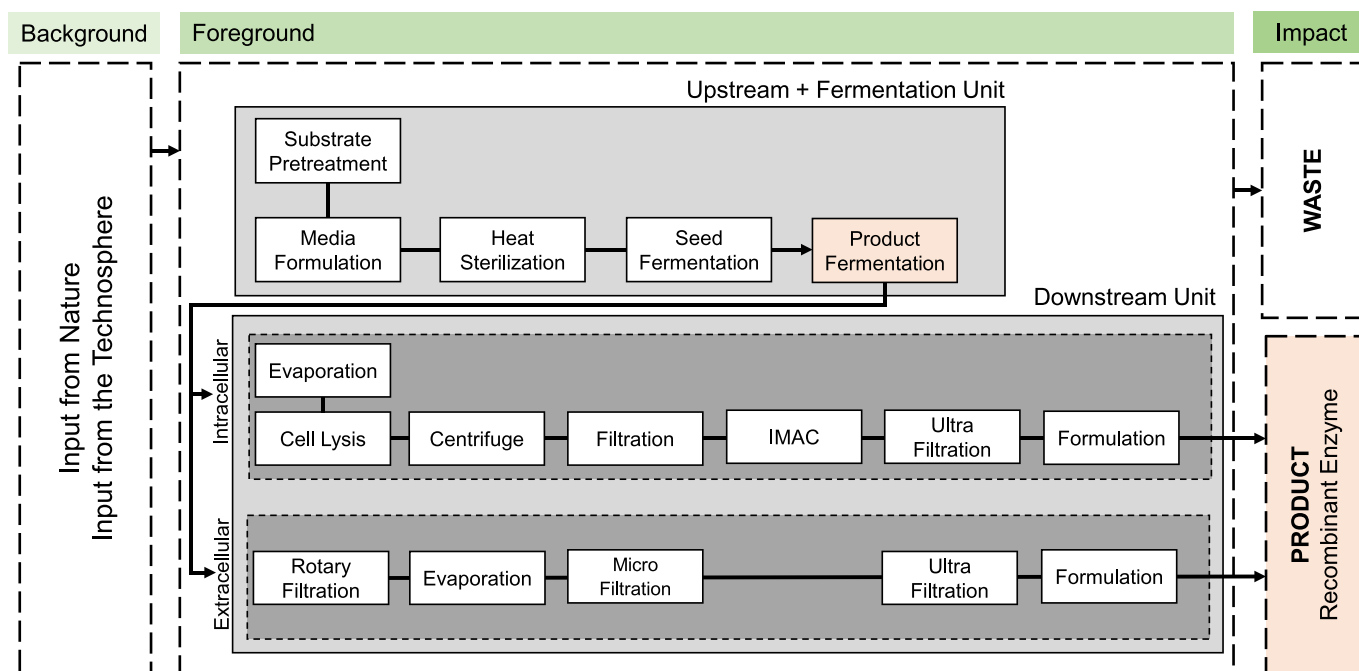 Background
Foreground
Impact
Input from Nature
Input from the Technosphere
Upstream + Fermentation Unit
Substrate
Pretreatment
Media
Formulation
Heat
Sterilization
Seed
Fermentation
Product
Fermentation
Downstream Unit
Intracellular
Evaporation
Cell Lysis
Centrifuge
Filtration
IMAC
Ultra
Filtration
Formulation
Extracellular
Rotary
Filtration
Evaporation
Micro
Filtration
Ultra
Filtration
Formulation
WASTE
PRODUCT
Recombinant Enzyme